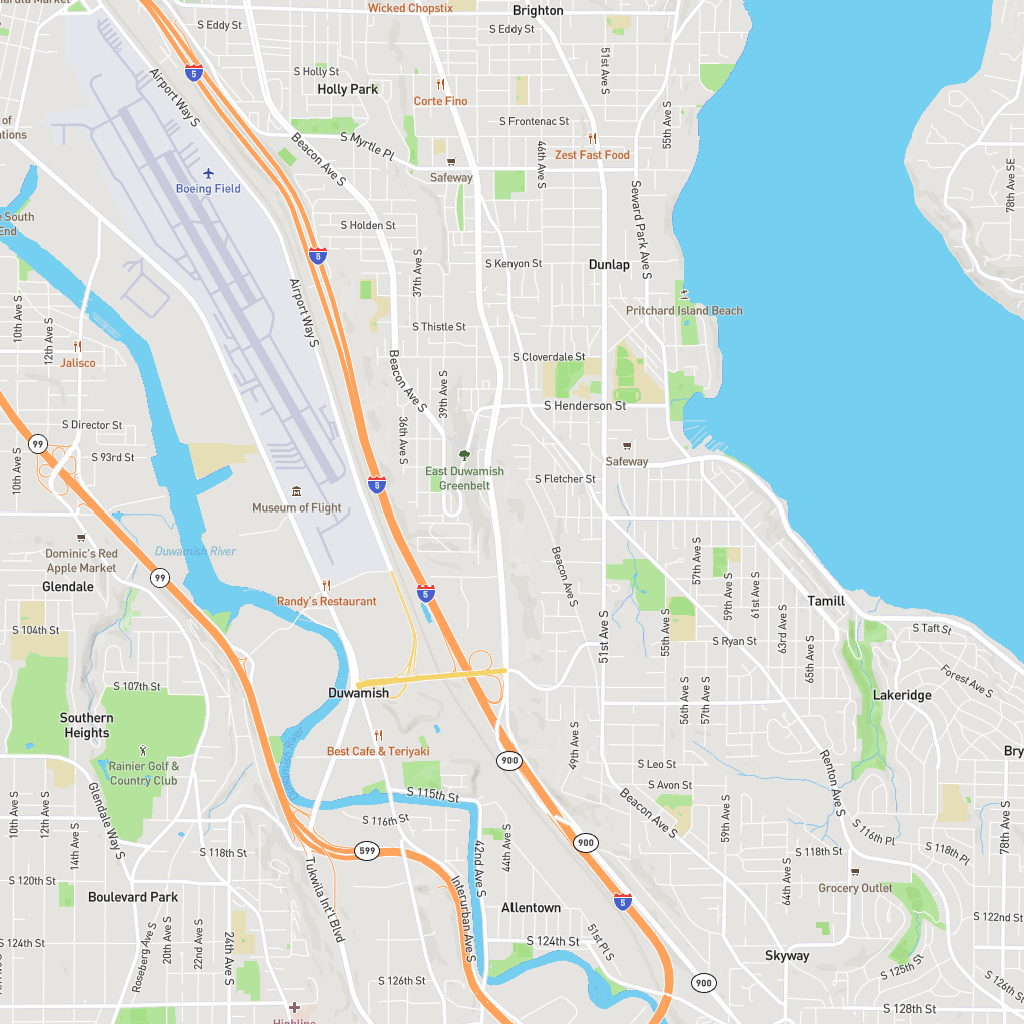 Wicked Chopstix
Brighton
S Eddy St
S Eddy St
5
Airport Way S
S Holly St
Holly Park
Corte Fino
51st Ave S
55th Ave S
S Frontenac St
S Myrtle Pl
Beacon Ave S
Zest Fast Food
46th Ave S
Safeway
Boeing Field
78th Ave SE
Seward Park Ave S
S Holden St
5
S Kenyon St
Dunlap
37th Ave S
Airport Way S
10th Ave S
12th Ave S
Pritchard Island Beach
S Thistle St
Jalisco
S Cloverdale St
Beacon Ave S
39th Ave S
S Henderson St
36th Ave S
S Director St
99
S 93rd St
10th Ave S
East Duwamish
Greenbelt
Safeway
S Fletcher St
5
Museum of Flight
Dominic's Red
Apple Market
Duwamish River
Glendale
99
Beacon Ave S
57th Ave S
59th Ave S
61st Ave S
Randy's Restaurant
5
Tamill
S 104th St
51st Ave S
55th Ave S
S Ryan St
63rd Ave S
65th Ave S
S Taft St
Forest Ave S
S 107th St
Duwamish
56th Ave S
57th Ave S
Lakeridge
Southern
Heights
Best Cafe & Teriyaki
49th Ave S
Duwamish River
Rainier Golf &
Country Club
900
S Leo St
S Avon St
Renton Ave S
Glendale Way S
10th Ave S
12th Ave S
14th Ave S
S 115th St
S 116th St
Beacon Ave S
59th Ave S
78th Ave S
S 116th Pl
S 118th Pl
S 118th St
599
44th Ave S
42nd Ave S
900
S 118th St
64th Ave S
Grocery Outlet
S 120th St
Boulevard Park
Tukwila Int'l Blvd
Interurban Ave S
Allentown
5
S 122nd St
S 124th St
Roseberg Ave S
20th Ave S
22nd Ave S
24th Ave S
S 124th St
51st Pl S
Skyway
S 125th St
S 126th St
S 126th St
900
S 128th St